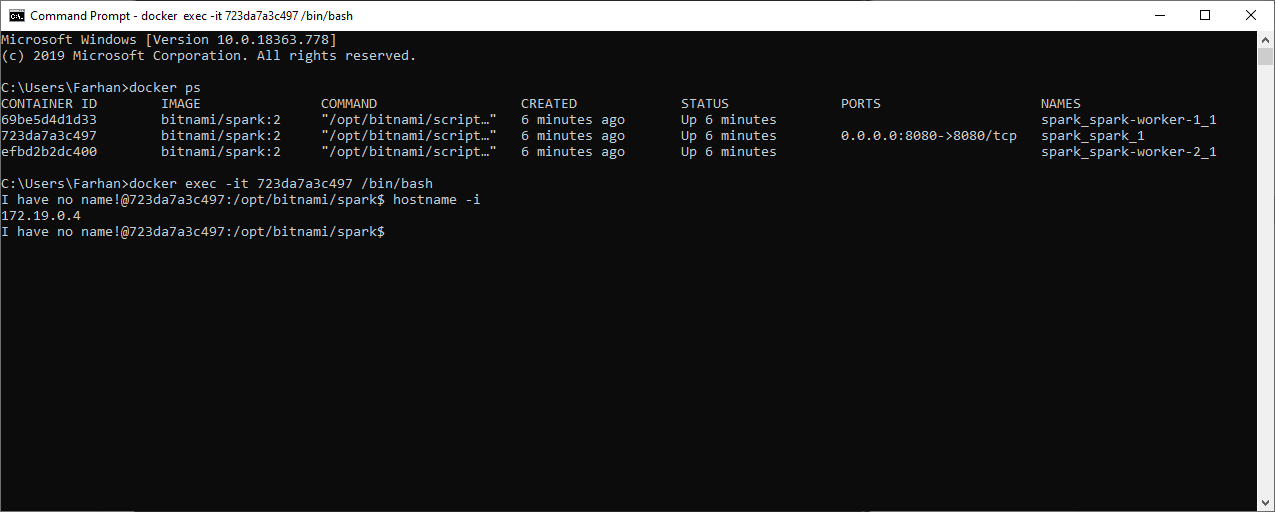 Command Prompt - docker exec -it 723da7a3c497 /bin/bash
Microsoft Windows [Version 10.0.18363.778]
(c) 2019 Microsoft Corporation. All rights reserved.
C:\Users\Farhan>docker ps
CONTAINER ID        IMAGE               COMMAND                  CREATED             STATUS              PORTS                    NAMES
69be5d4d1d33        bitnami/spark:2     "/opt/bitnami/script…"   6 minutes ago       Up 6 minutes                                 spark_spark-worker-1_1
723da7a3c497        bitnami/spark:2     "/opt/bitnami/script…"   6 minutes ago       Up 6 minutes        0.0.0.0:8080->8080/tcp   spark_spark_1
efbd2b2dc400        bitnami/spark:2     "/opt/bitnami/script…"   6 minutes ago       Up 6 minutes                                 spark_spark-worker-2_1
C:\Users\Farhan>docker exec -it 723da7a3c497 /bin/bash
I have no name!@723da7a3c497:/opt/bitnami/spark$ hostname -i
172.19.0.4
I have no name!@723da7a3c497:/opt/bitnami/spark$